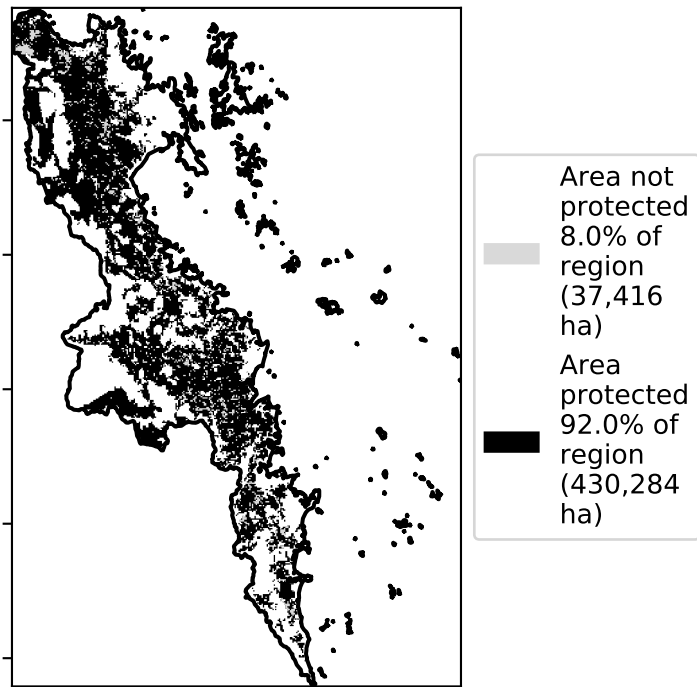 Area not
protected
8.0% of
region
(37,416
ha)
Area
protected
92.0% of
region
(430,284
ha)